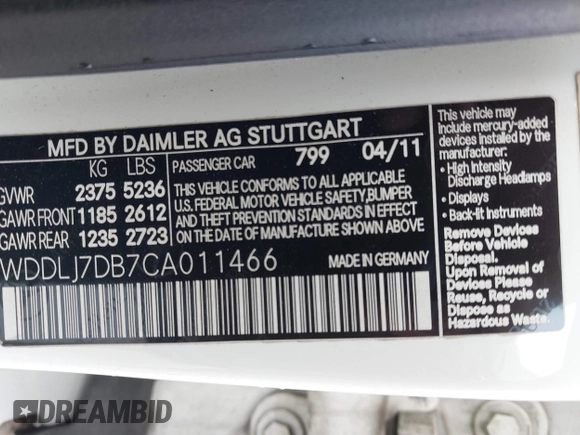 MFD BY DAIMLER AG STUTTGART
KG LBS
GVWR 2375 5236
GAWR FRONT 1185 2612
GAWR REAR 1235 2723
PASSENGER CAR 799 04/11
THIS VEHICLE CONFORMS TO ALL APPLICABLE
U.S. FEDERAL MOTOR VEHICLE SAFETY, BUMPER
AND THEFT PREVENTION STANDARDS IN
EFFECT ON THE DATE OF MANUFACTURE
SHOWN ABOVE.
WDDLJ7DB7CA011466
MADE IN GERMANY
This vehicle may
Include mercury-added
devices installed by the
manufacturer:
• High Intensity
Discharge Headlamps
• Displays
• Back-lit Instruments
Remove Devices
Before Vehicle
Disposal.
Upon Removal of
Devices Please
Reuse, Recycle or
Dispose as
Hazardous Waste.
DREAMBID